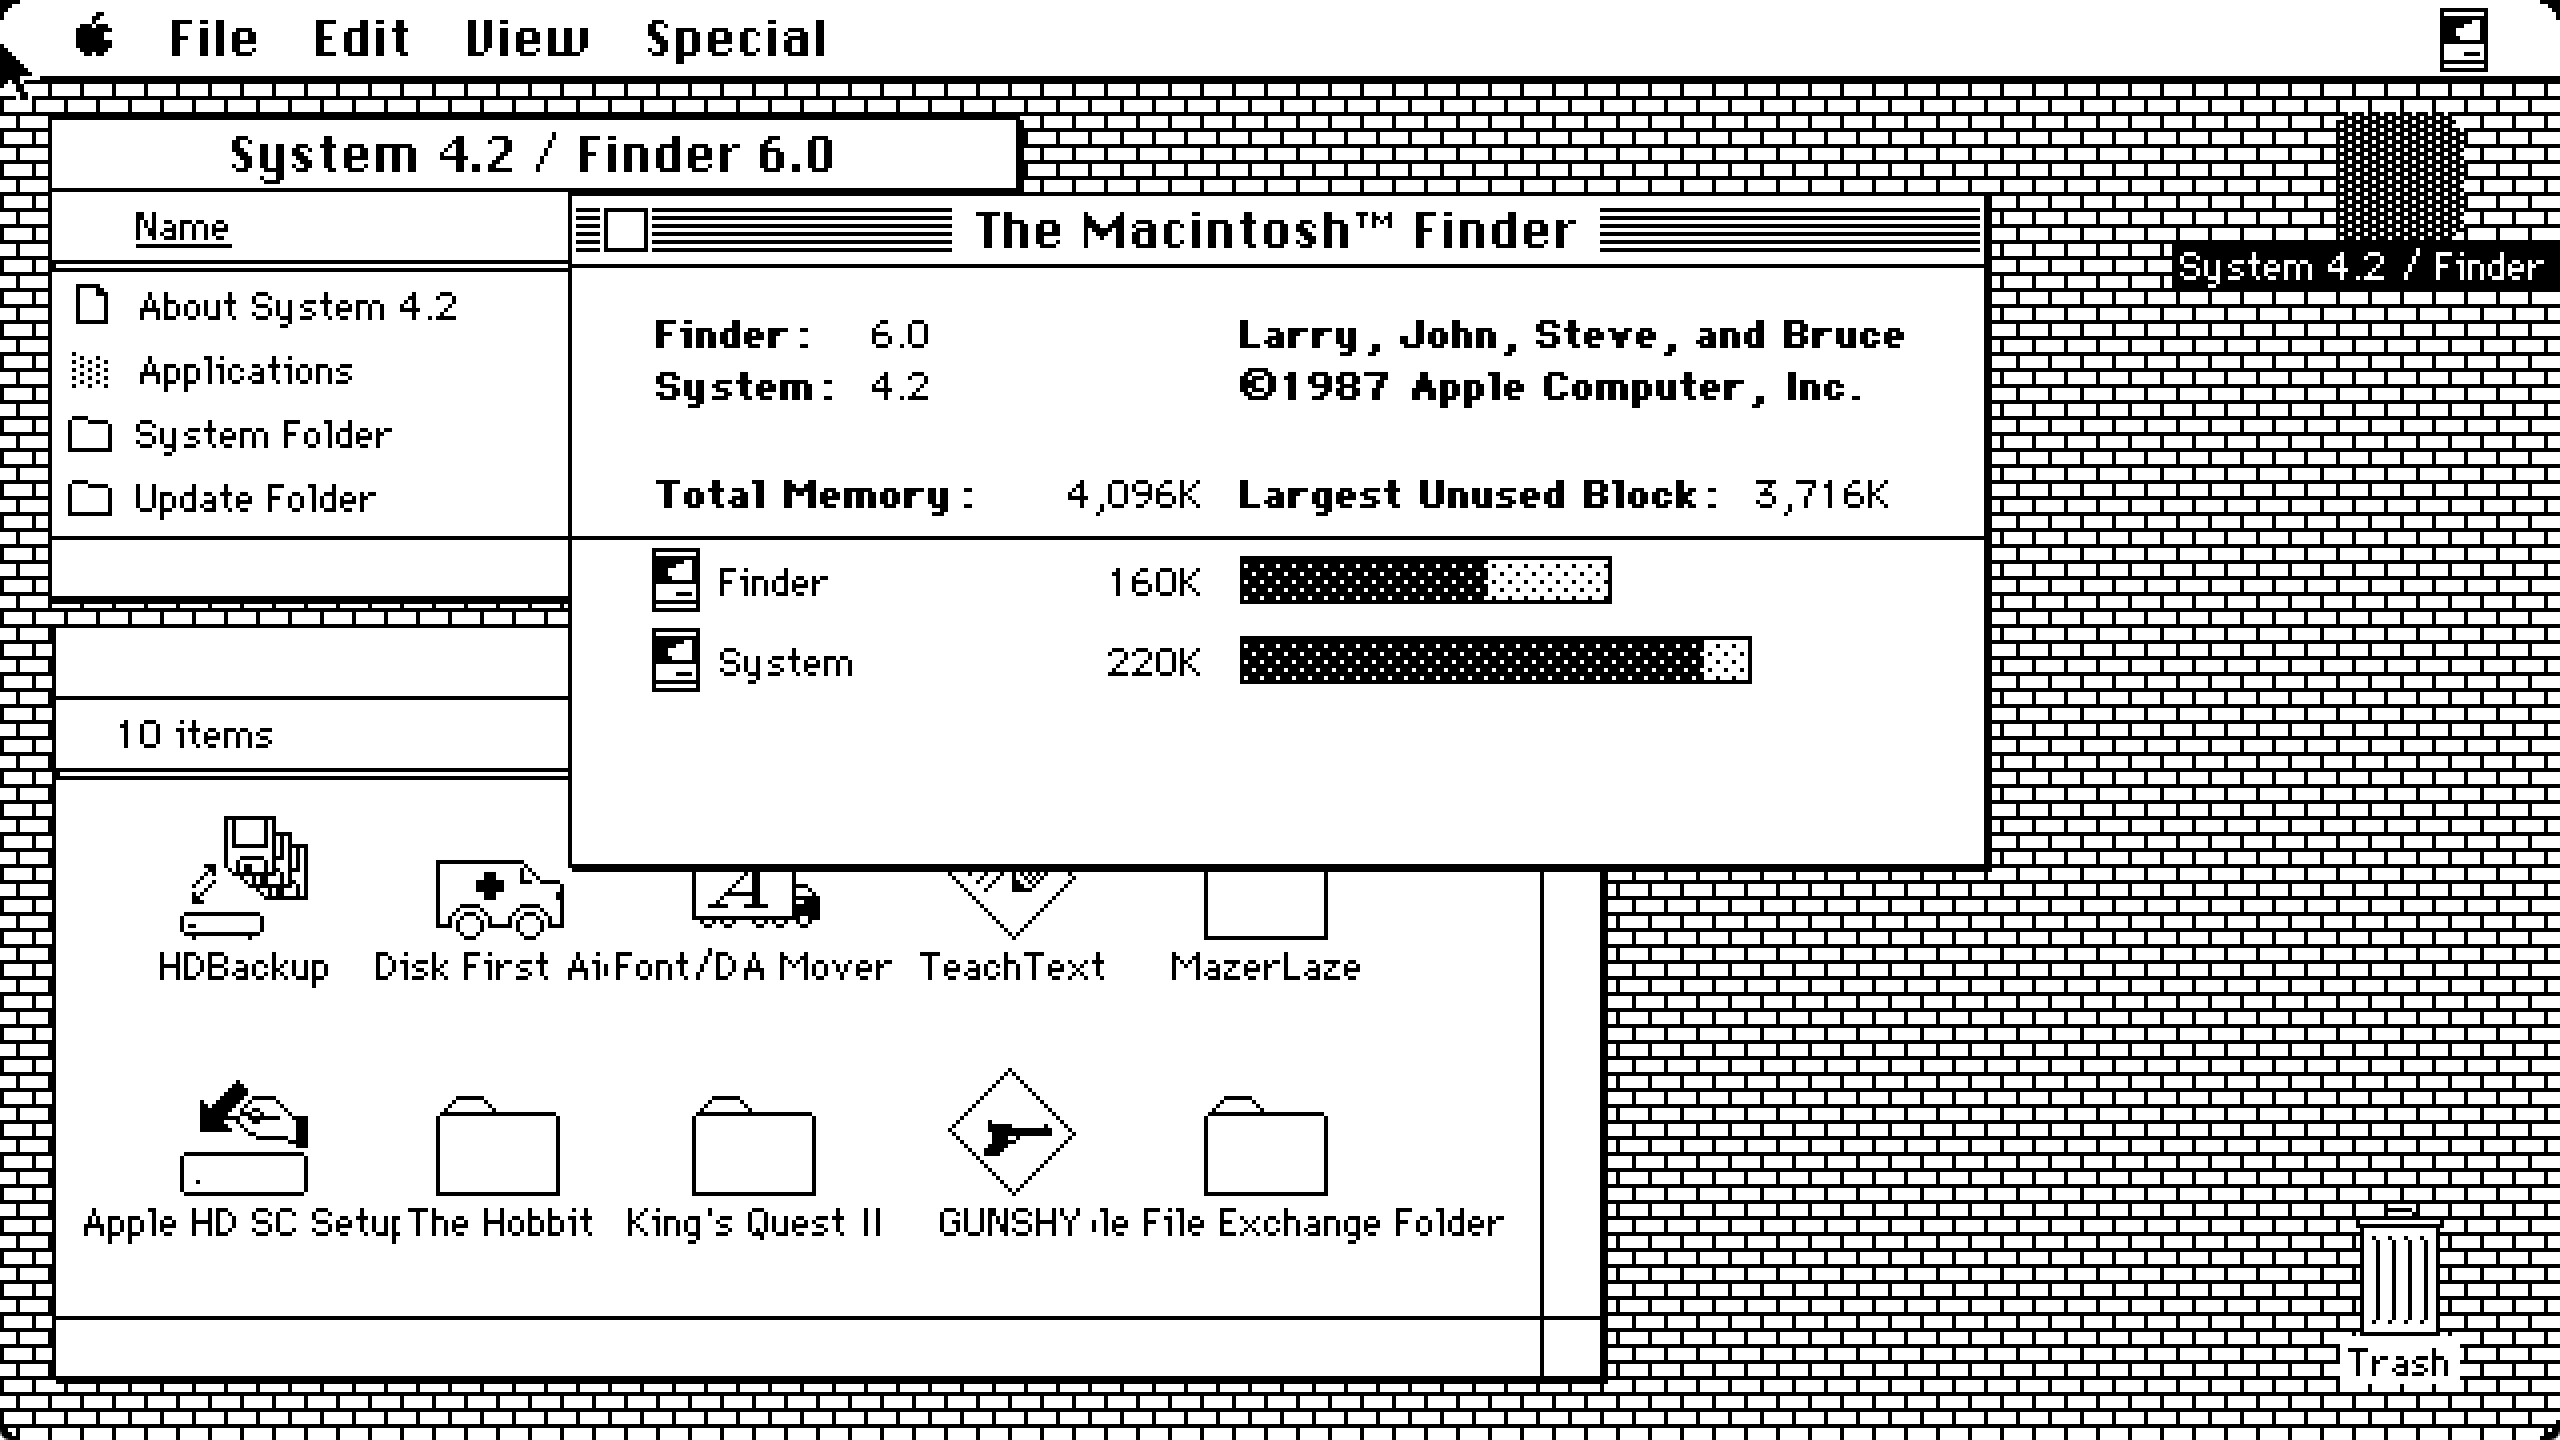 File Edit View Special
System 4.2 / Finder 6.0
Name
About System 4.2
Applications
System Folder
Update Folder
The Macintosh™ Finder
Finder: 6.0 Larry, John, Steve, and Bruce
System: 4.2 ©1987 Apple Computer, Inc.
Total Memory: 4,096K Largest Unused Block: 3,716K
Finder 160K
System 220K
System 4.2 / Finder
10 items
HDBackup Disk First Font/DA Mover TeachText MazerLaze
Apple HD SC Setup The Hobbit King's Quest II GUNSHY File Exchange Folder
Trash